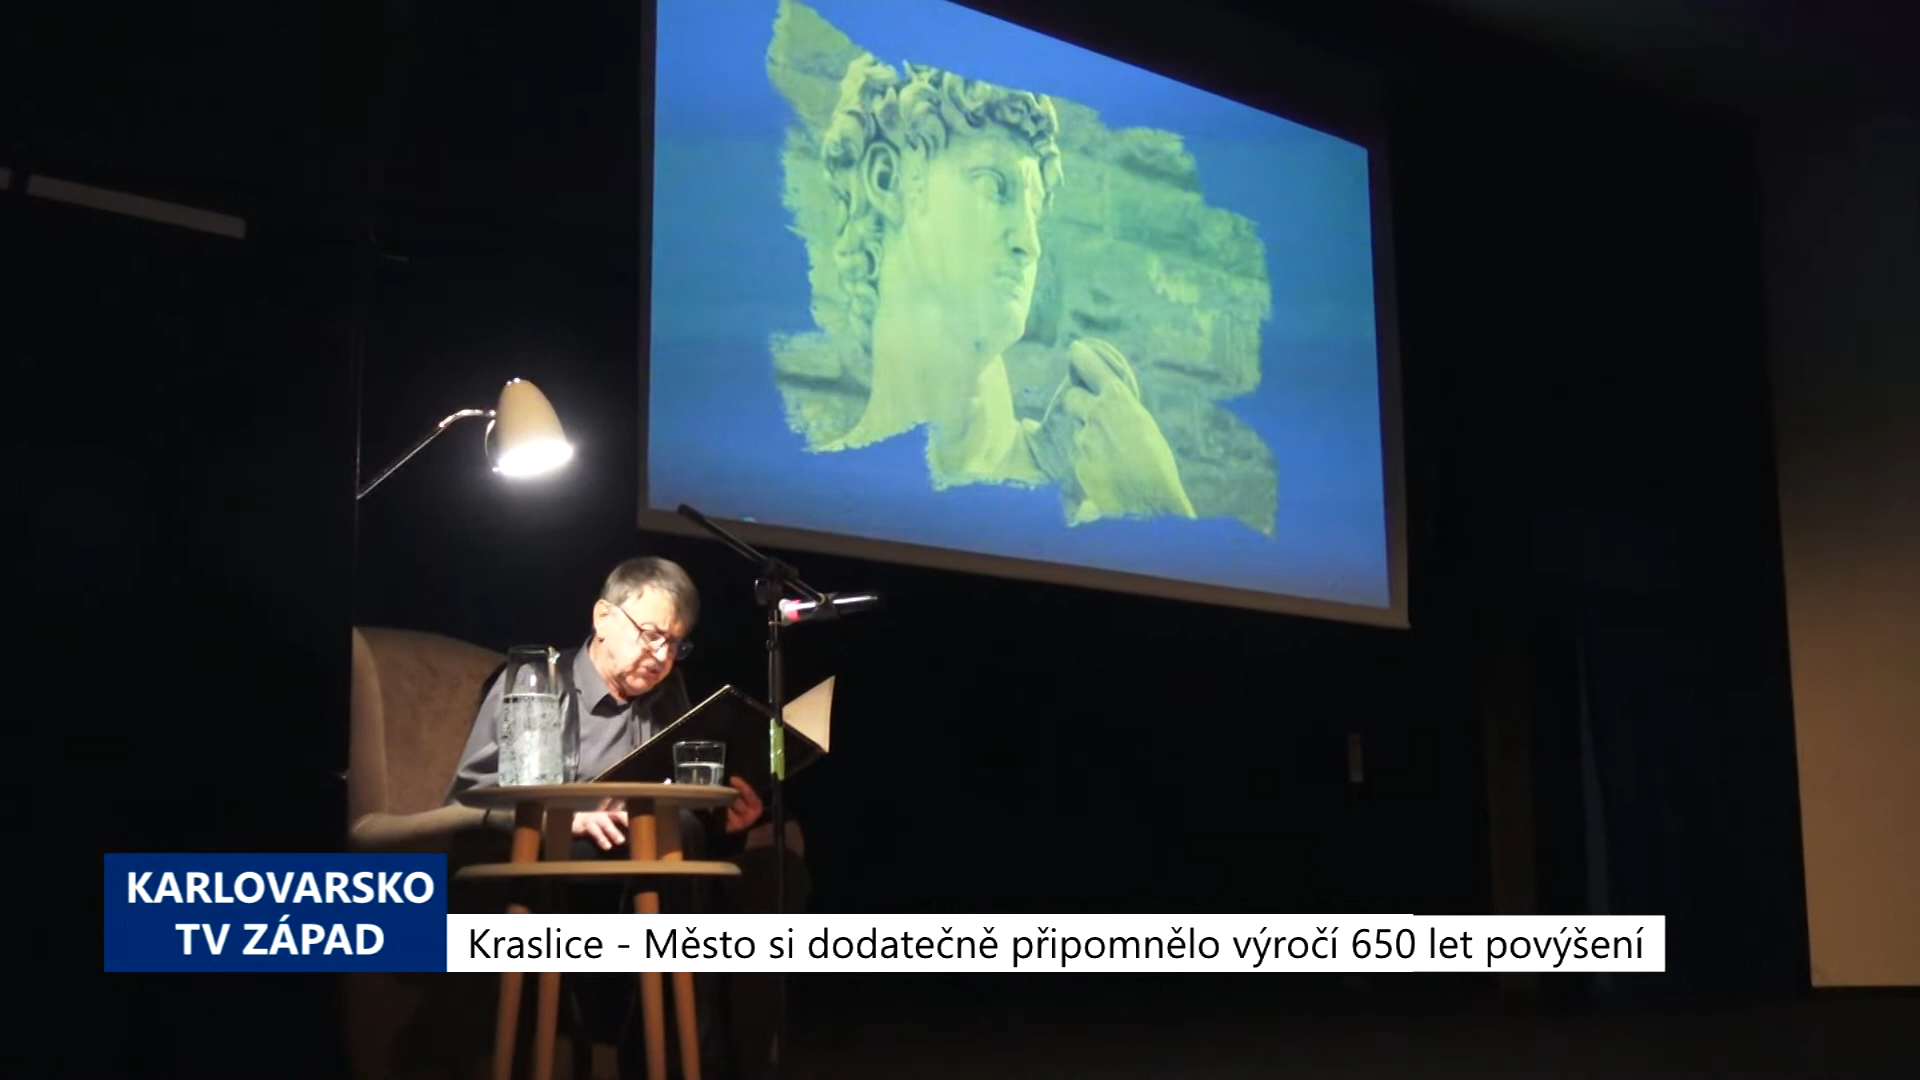 KARLOVARSKO
TV ZÁPAD
Kraslice - Město si dodatečně připomnělo výročí 650 let povýšení